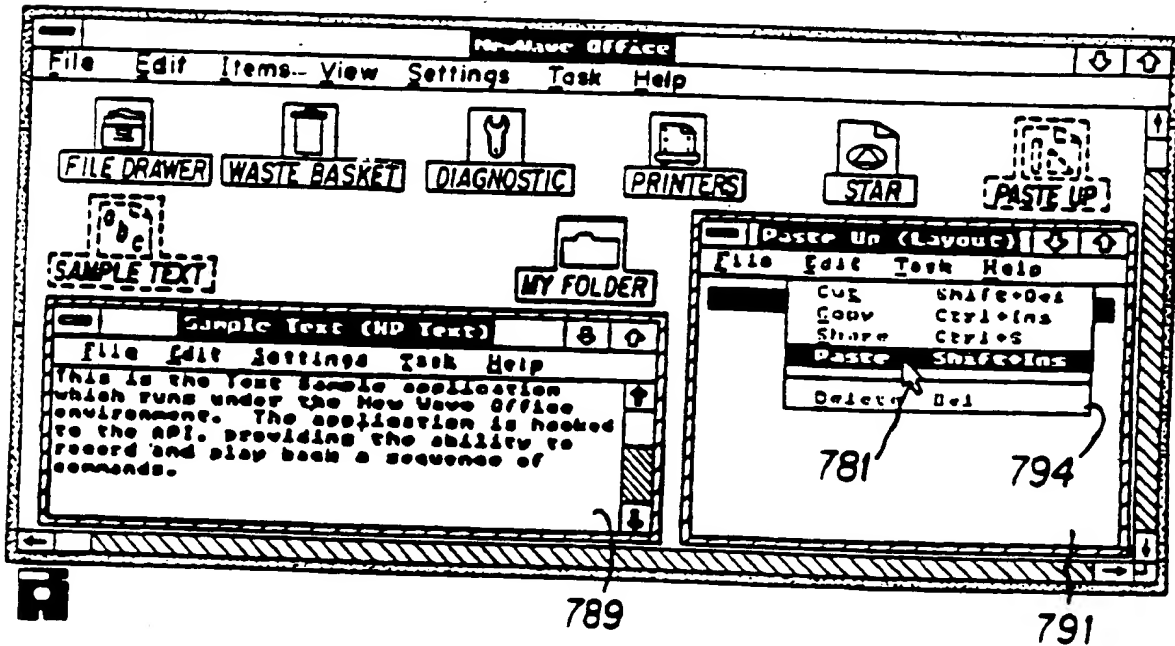 NewWave Office
File Edit Items View Settings Task Help
FILE DRAWER WASTE BASKET DIAGNOSTIC PRINTERS STAR PASTE UP
abc
SAMPLE TEXT MY FOLDER
Paste Up (Layout)
File Edit Task Help
Cut Shift+Del
Copy Ctrl+Ins
Share Ctrl+S
Paste Shift+Ins
Delete Del
Sample Text (HP Text)
File Edit Settings Task Help
This is the Text Sample application
which runs under the New Wave Office
environment. The application is hooked
to the API, providing the ability to
record and play back a sequence of
commands.
781 794
789 791